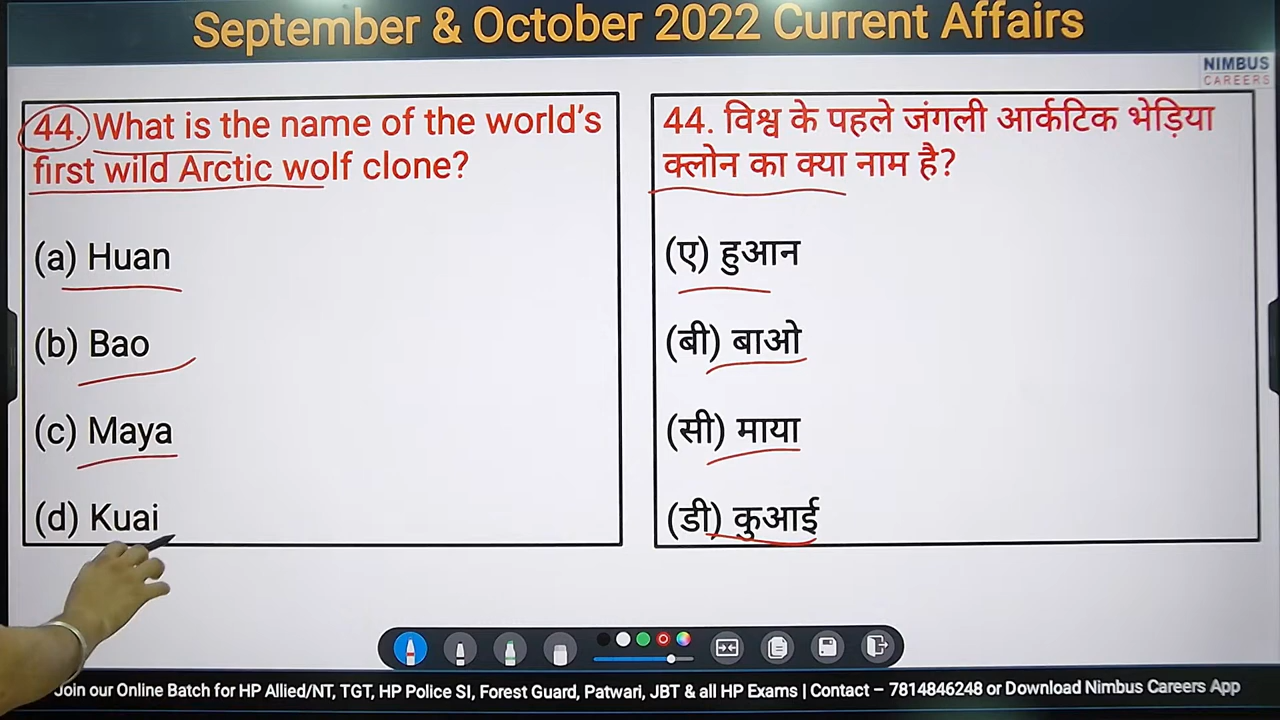 September & October 2022 Current Affairs
NIMBUS
CAREERS
44. What is the name of the world's
first wild Arctic wolf clone?
(a) Huan
(b) Bao
(c) Maya
(d) Kuai
44. विश्व के पहले जंगली आर्कटिक भेड़िया
क्लोन का क्या नाम है?
(ए) हुआन
(बी) बाओ
(सी) माया
(डी) कुआई
Join our Online Batch for HP Allied/NT, TGT, HP Police SI, Forest Guard, Patwari, JBT & all HP Exams | Contact – 7814846248 or Download Nimbus Careers App